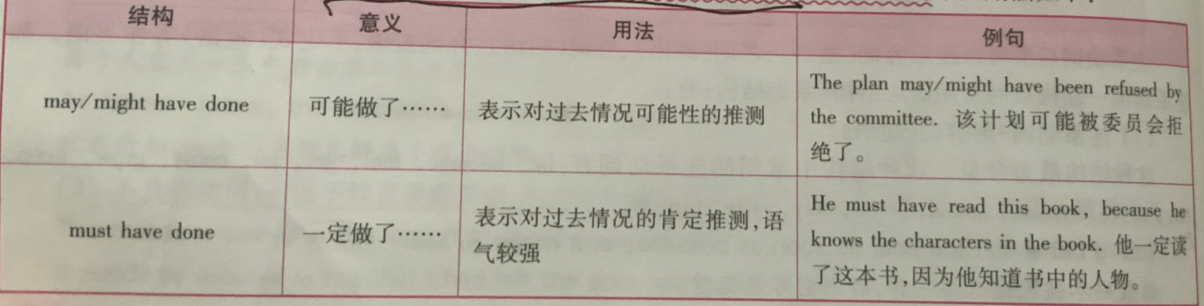 结构 意义 用法 例句
may/might have done 可能做了…… 表示对过去情况可能性的推测 The plan may/might have been refused by
the committee. 该计划可能被委员会拒
绝了。
must have done 一定做了…… 表示对过去情况的肯定推测,语
气较强
He must have read this book, because he
knows the characters in the book. 他一定读
了这本书,因为他知道书中的人物。